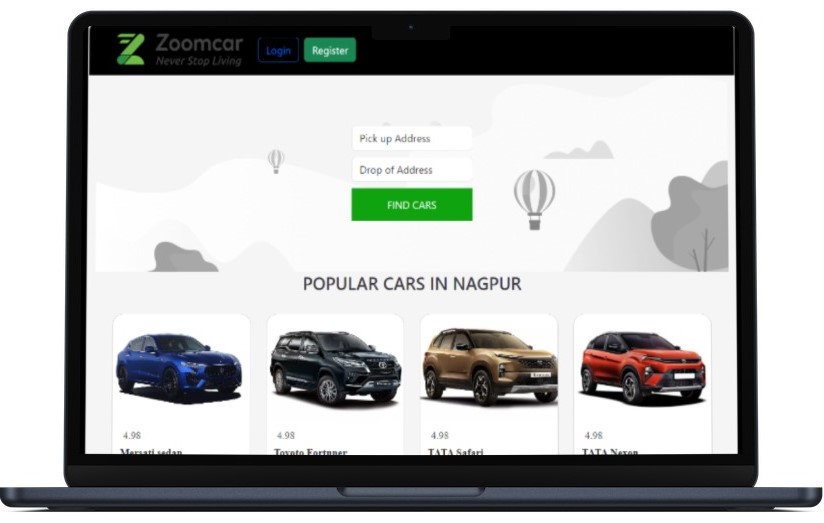 Zoomcar
Never Stop Living
Login
Register
Pick up Address
Drop of Address
FIND CARS
POPULAR CARS IN NAGPUR
4.98
4.98
4.98
4.98
Mersati sedan
Toyoto Fortuner
TATA Safari
TATA Nexon